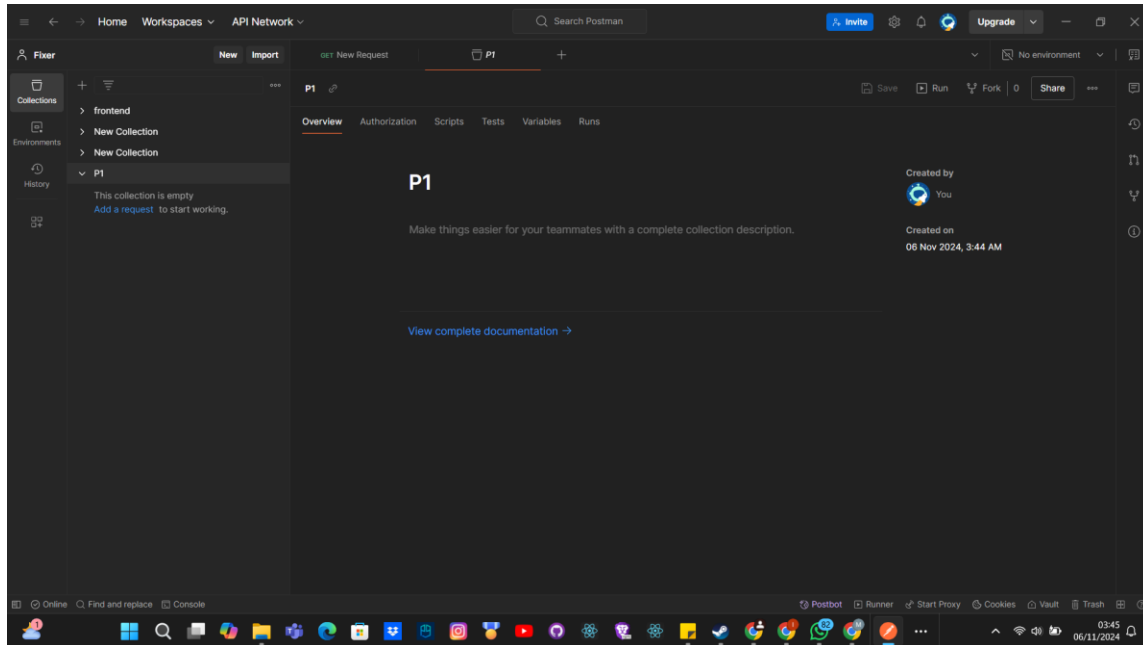 Home Workspaces API Network Search Postman Invite Upgrade
Fixer New Import GET New Request P1 No environment
Collections
Environments
History
frontend
New Collection
New Collection
P1
This collection is empty
Add a request to start working.
P1 Save Run Fork 0 Share
Overview Authorization Scripts Tests Variables Runs
P1
Make things easier for your teammates with a complete collection description.
View complete documentation →
Created by
You
Created on
06 Nov 2024, 3:44 AM
Online Find and replace Console Postbot Runner Start Proxy Cookies Vault Trash
1 82 M 03:45
06/11/2024